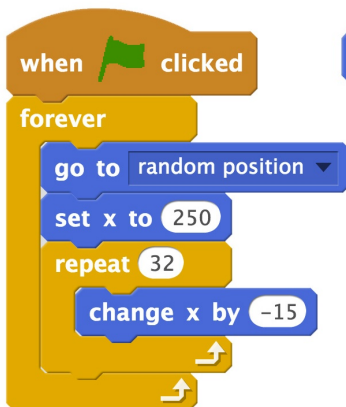 when clicked
forever
go to random position
set x to 250
repeat 32
change x by -15